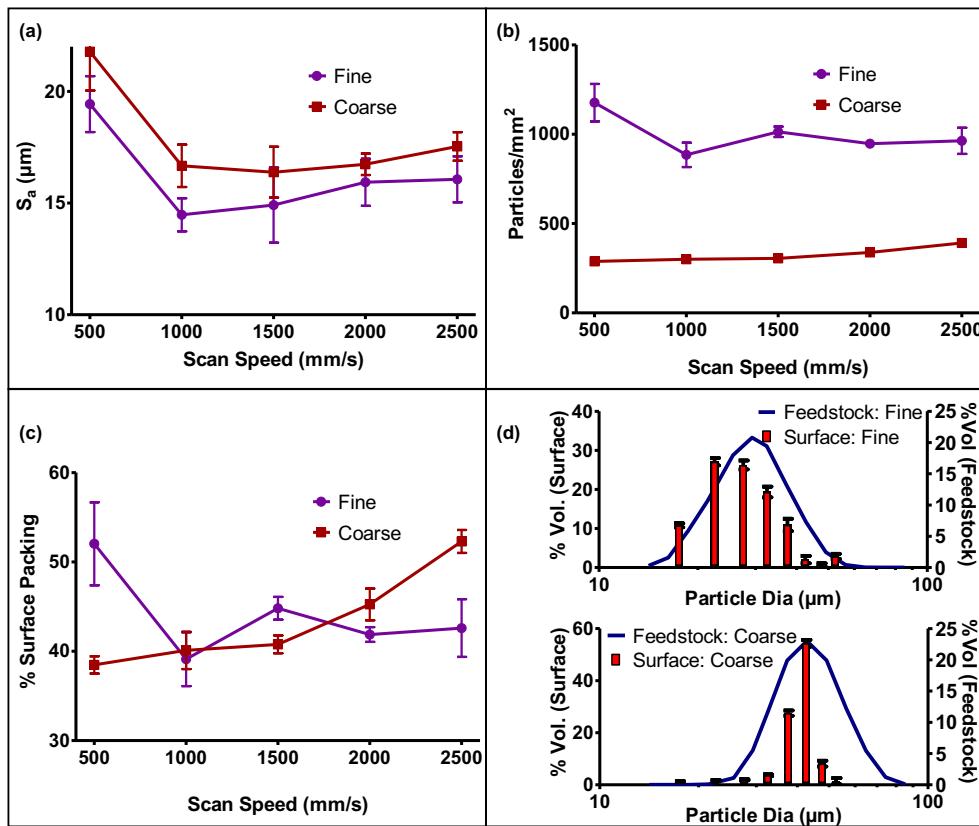 (a)
Fine
Coarse
20
15
10
Sa (µm)
500 1000 1500 2000 2500
Scan Speed (mm/s)
(b)
1500
1000
500
0
Particles/mm²
Fine
Coarse
500 1000 1500 2000 2500
Scan Speed (mm/s)
(c)
60
50
40
30
% Surface Packing
Fine
Coarse
500 1000 1500 2000 2500
Scan Speed (mm/s)
(d)
40
30
20
10
0
% Vol. (Surface)
Feedstock: Fine
Surface: Fine
25
20
15
10
5
0
%Vol (Feedstock)
10 100
Particle Dia (µm)
60
40
20
0
% Vol. (Surface)
Feedstock: Coarse
Surface: Coarse
25
20
15
10
5
0
%Vol (Feedstock)
10 100
Particle Dia (µm)